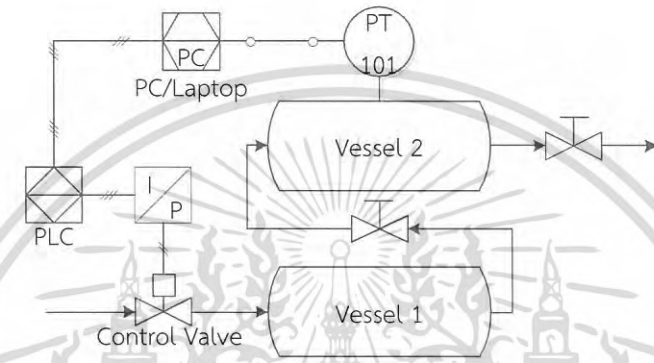 PT
101
PC
PC/Laptop
Vessel 2
I
P
PLC
Control Valve
Vessel 1